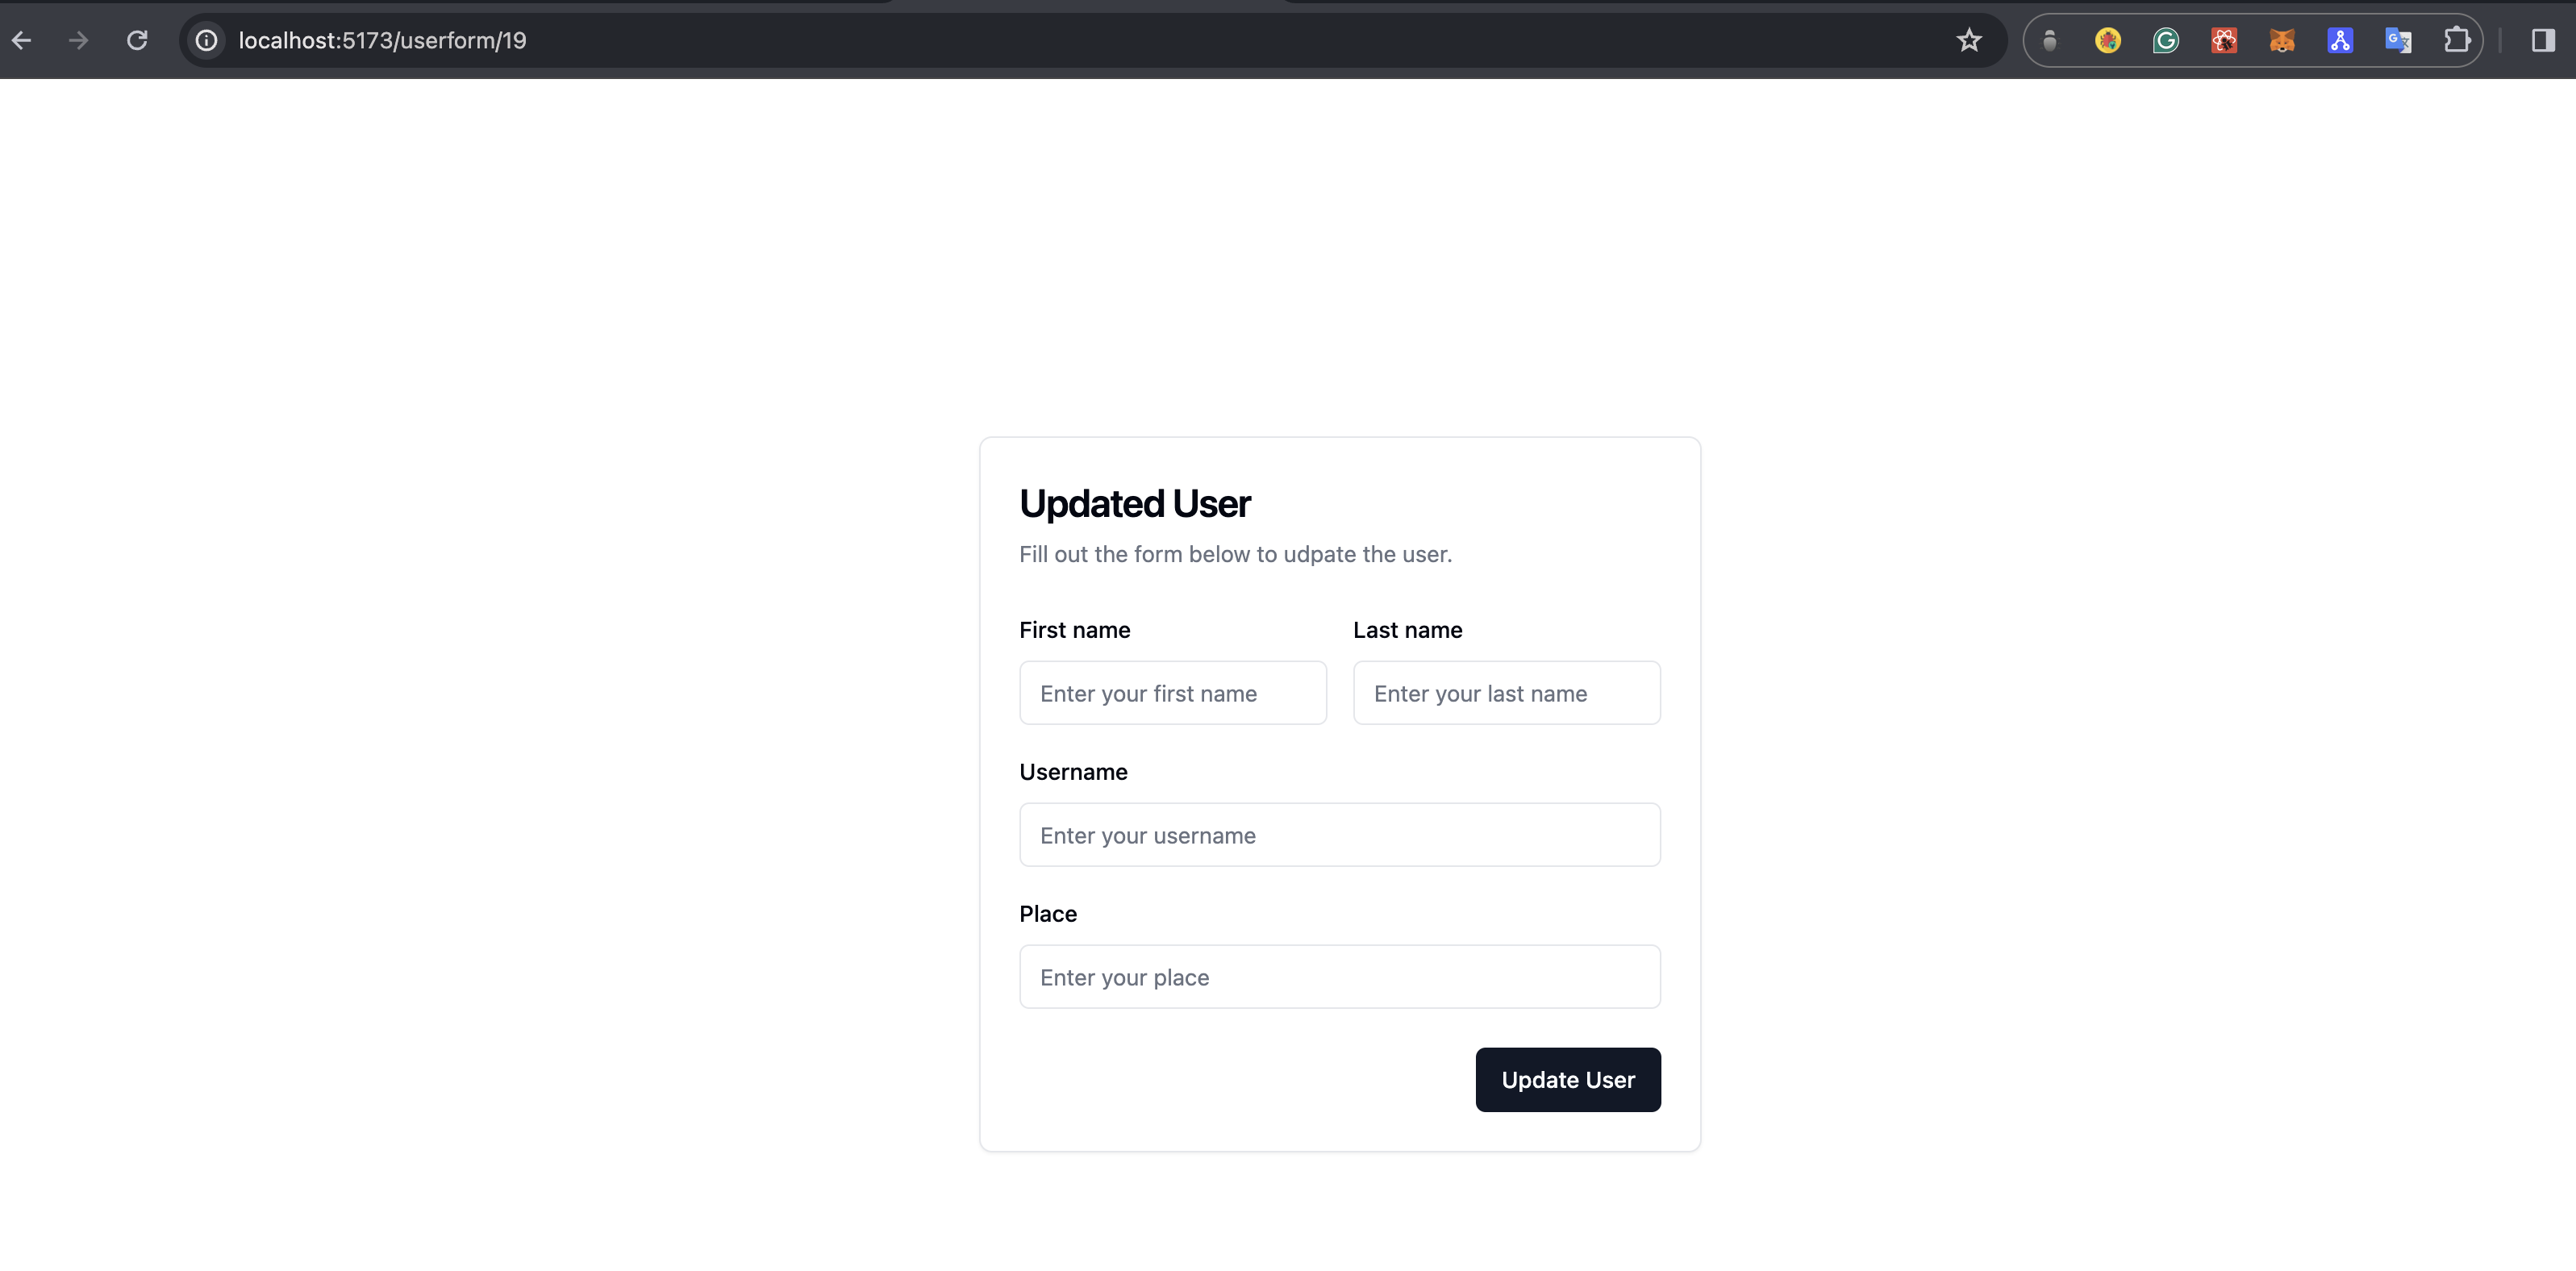 localhost:5173/userform/19
Updated User
Fill out the form below to udpate the user.
First name
Last name
Enter your first name
Enter your last name
Username
Enter your username
Place
Enter your place
Update User